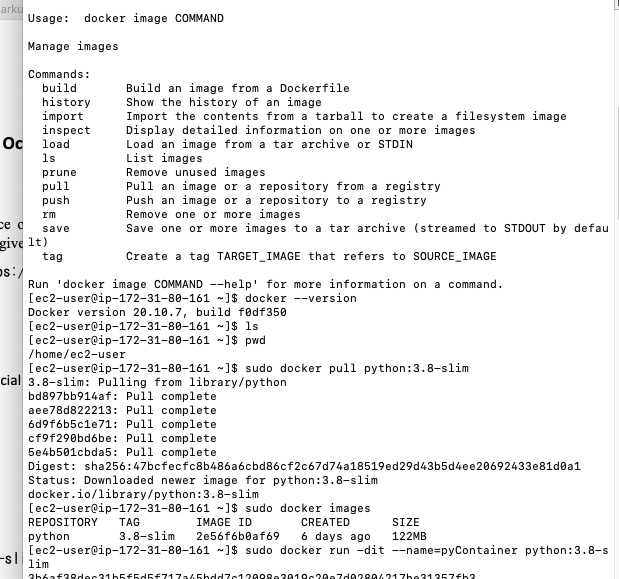 arku
Oc
ce c
give
os:/
cial
-sli
Usage:  docker image COMMAND
Manage images
Commands:
  build       Build an image from a Dockerfile
  history     Show the history of an image
  import      Import the contents from a tarball to create a filesystem image
  inspect     Display detailed information on one or more images
  load        Load an image from a tar archive or STDIN
  ls          List images
  prune       Remove unused images
  pull        Pull an image or a repository from a registry
  push        Push an image or a repository to a registry
  rm          Remove one or more images
  save        Save one or more images to a tar archive (streamed to STDOUT by defau
lt)
  tag         Create a tag TARGET_IMAGE that refers to SOURCE_IMAGE
Run 'docker image COMMAND --help' for more information on a command.
[ec2-user@ip-172-31-80-161 ~]$ docker --version
Docker version 20.10.7, build f0df350
[ec2-user@ip-172-31-80-161 ~]$ ls
[ec2-user@ip-172-31-80-161 ~]$ pwd
/home/ec2-user
[ec2-user@ip-172-31-80-161 ~]$ sudo docker pull python:3.8-slim
3.8-slim: Pulling from library/python
bd897bb914af: Pull complete
aee78d822213: Pull complete
6d9f6b5c1e71: Pull complete
cf9f290bd6be: Pull complete
5e4b501cbda5: Pull complete
Digest: sha256:47bcfecfc8b486a6cbd86cf2c67d74a18519ed29d43b5d4ee20692433e81d0a1
Status: Downloaded newer image for python:3.8-slim
docker.io/library/python:3.8-slim
[ec2-user@ip-172-31-80-161 ~]$ sudo docker images
REPOSITORY   TAG        IMAGE ID       CREATED      SIZE
python       3.8-slim   2e56f6b0af69   6 days ago   122MB
[ec2-user@ip-172-31-80-161 ~]$ sudo docker run -dit --name=pyContainer python:3.8-s
lim